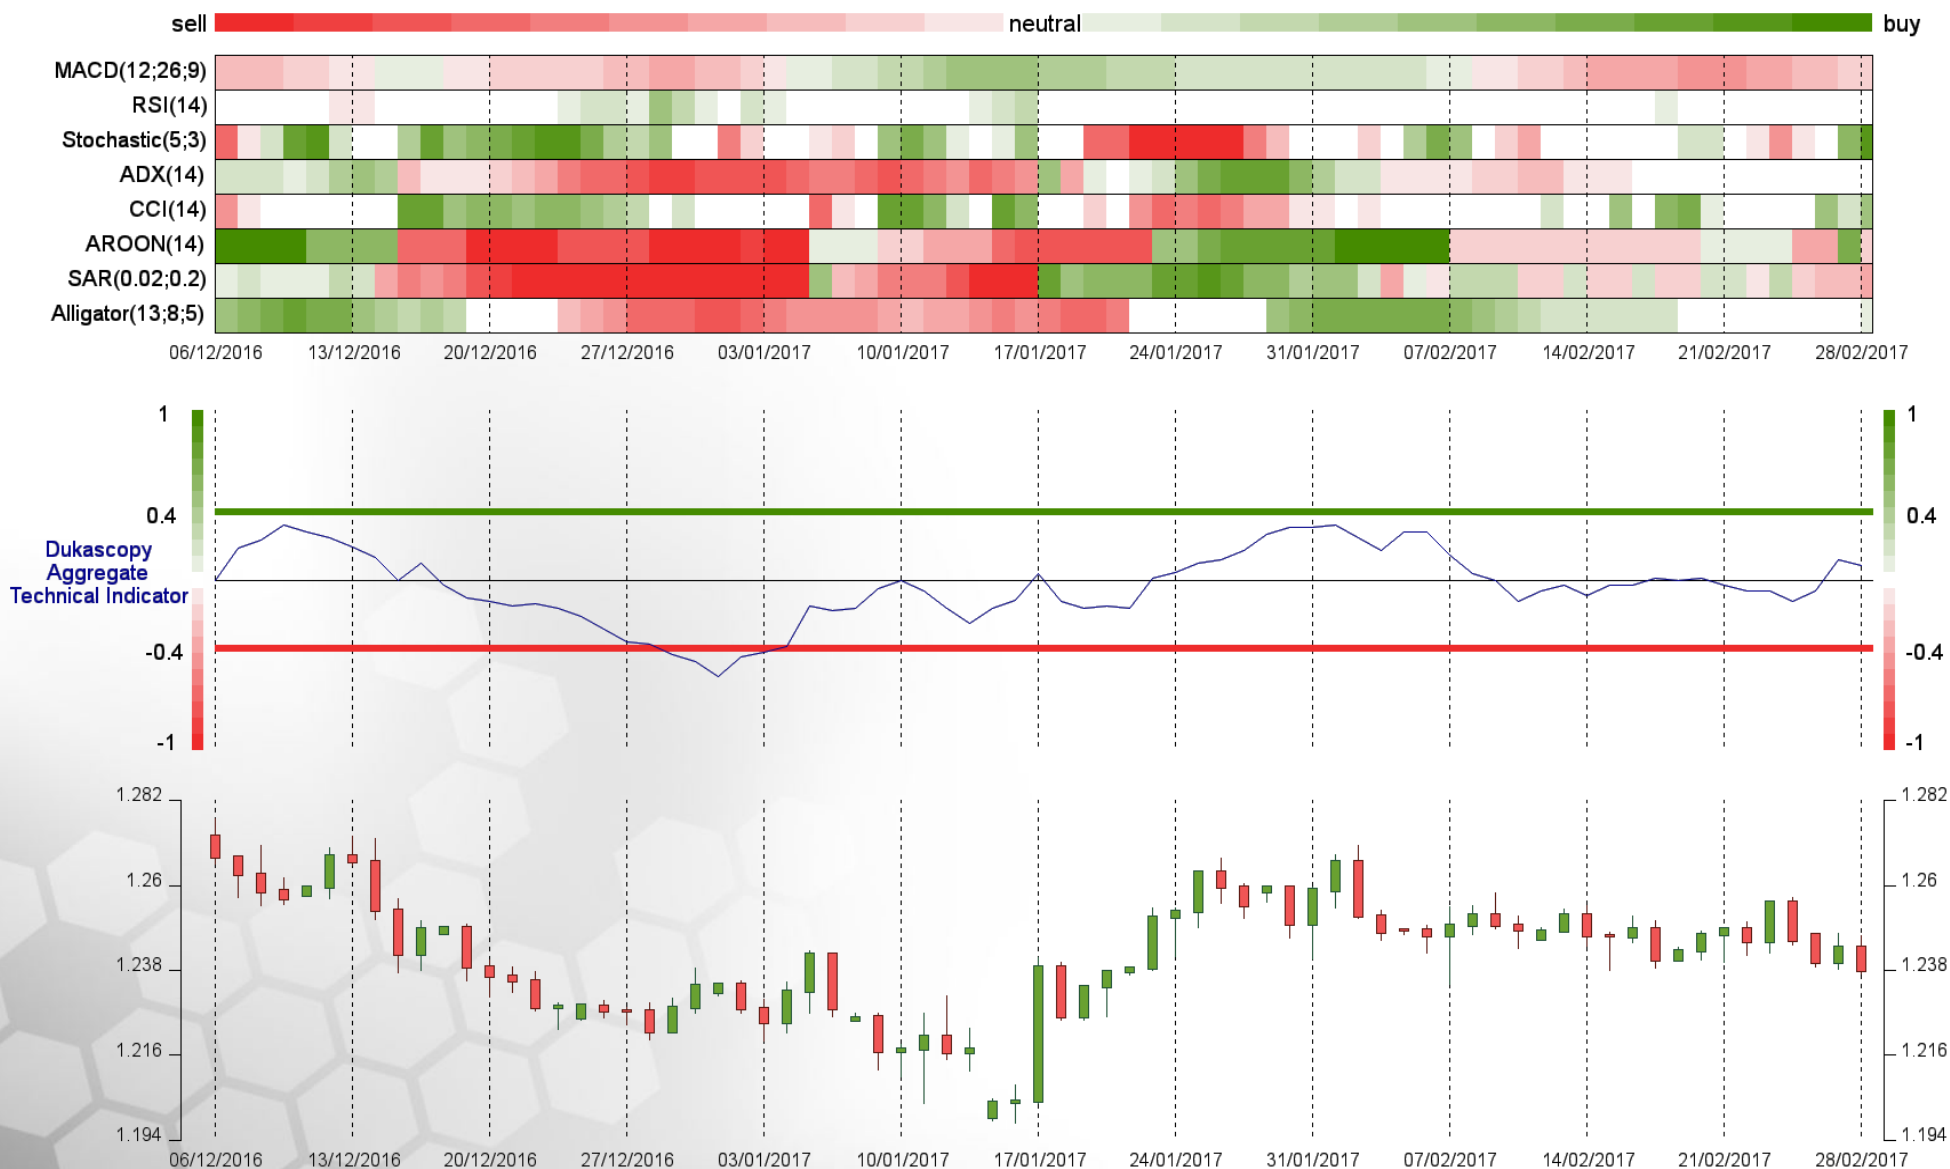 sell neutral buy
MACD(12;26;9)
RSI(14)
Stochastic(5;3)
ADX(14)
CCI(14)
AROON(14)
SAR(0.02;0.2)
Alligator(13;8;5)
06/12/2016 13/12/2016 20/12/2016 27/12/2016 03/01/2017 10/01/2017 17/01/2017 24/01/2017 31/01/2017 07/02/2017 14/02/2017 21/02/2017 28/02/2017
1 1
0.4 0.4
Dukascopy
Aggregate
Technical Indicator
-0.4 -0.4
-1 -1
1.282 1.282
1.26 1.26
1.238 1.238
1.216 1.216
1.194 1.194
06/12/2016 13/12/2016 20/12/2016 27/12/2016 03/01/2017 10/01/2017 17/01/2017 24/01/2017 31/01/2017 07/02/2017 14/02/2017 21/02/2017 28/02/2017